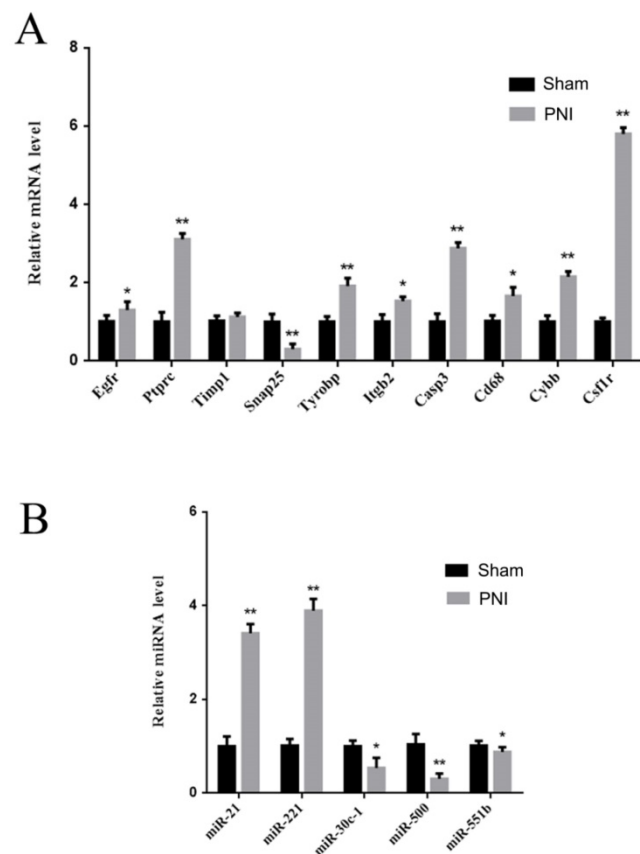 A
8
6
4
2
0
Relative mRNA level
Sham
PNI
*
**
**
**
*
**
*
**
**
Egfr
Ptprc
Timp1
Snap25
Tyrobp
Itgb2
Casp3
Cd68
Cybb
Csf1r
B
6
4
2
0
Relative miRNA level
Sham
PNI
**
**
*
**
*
miR-21
miR-221
miR-30c-1
miR-500
miR-551b